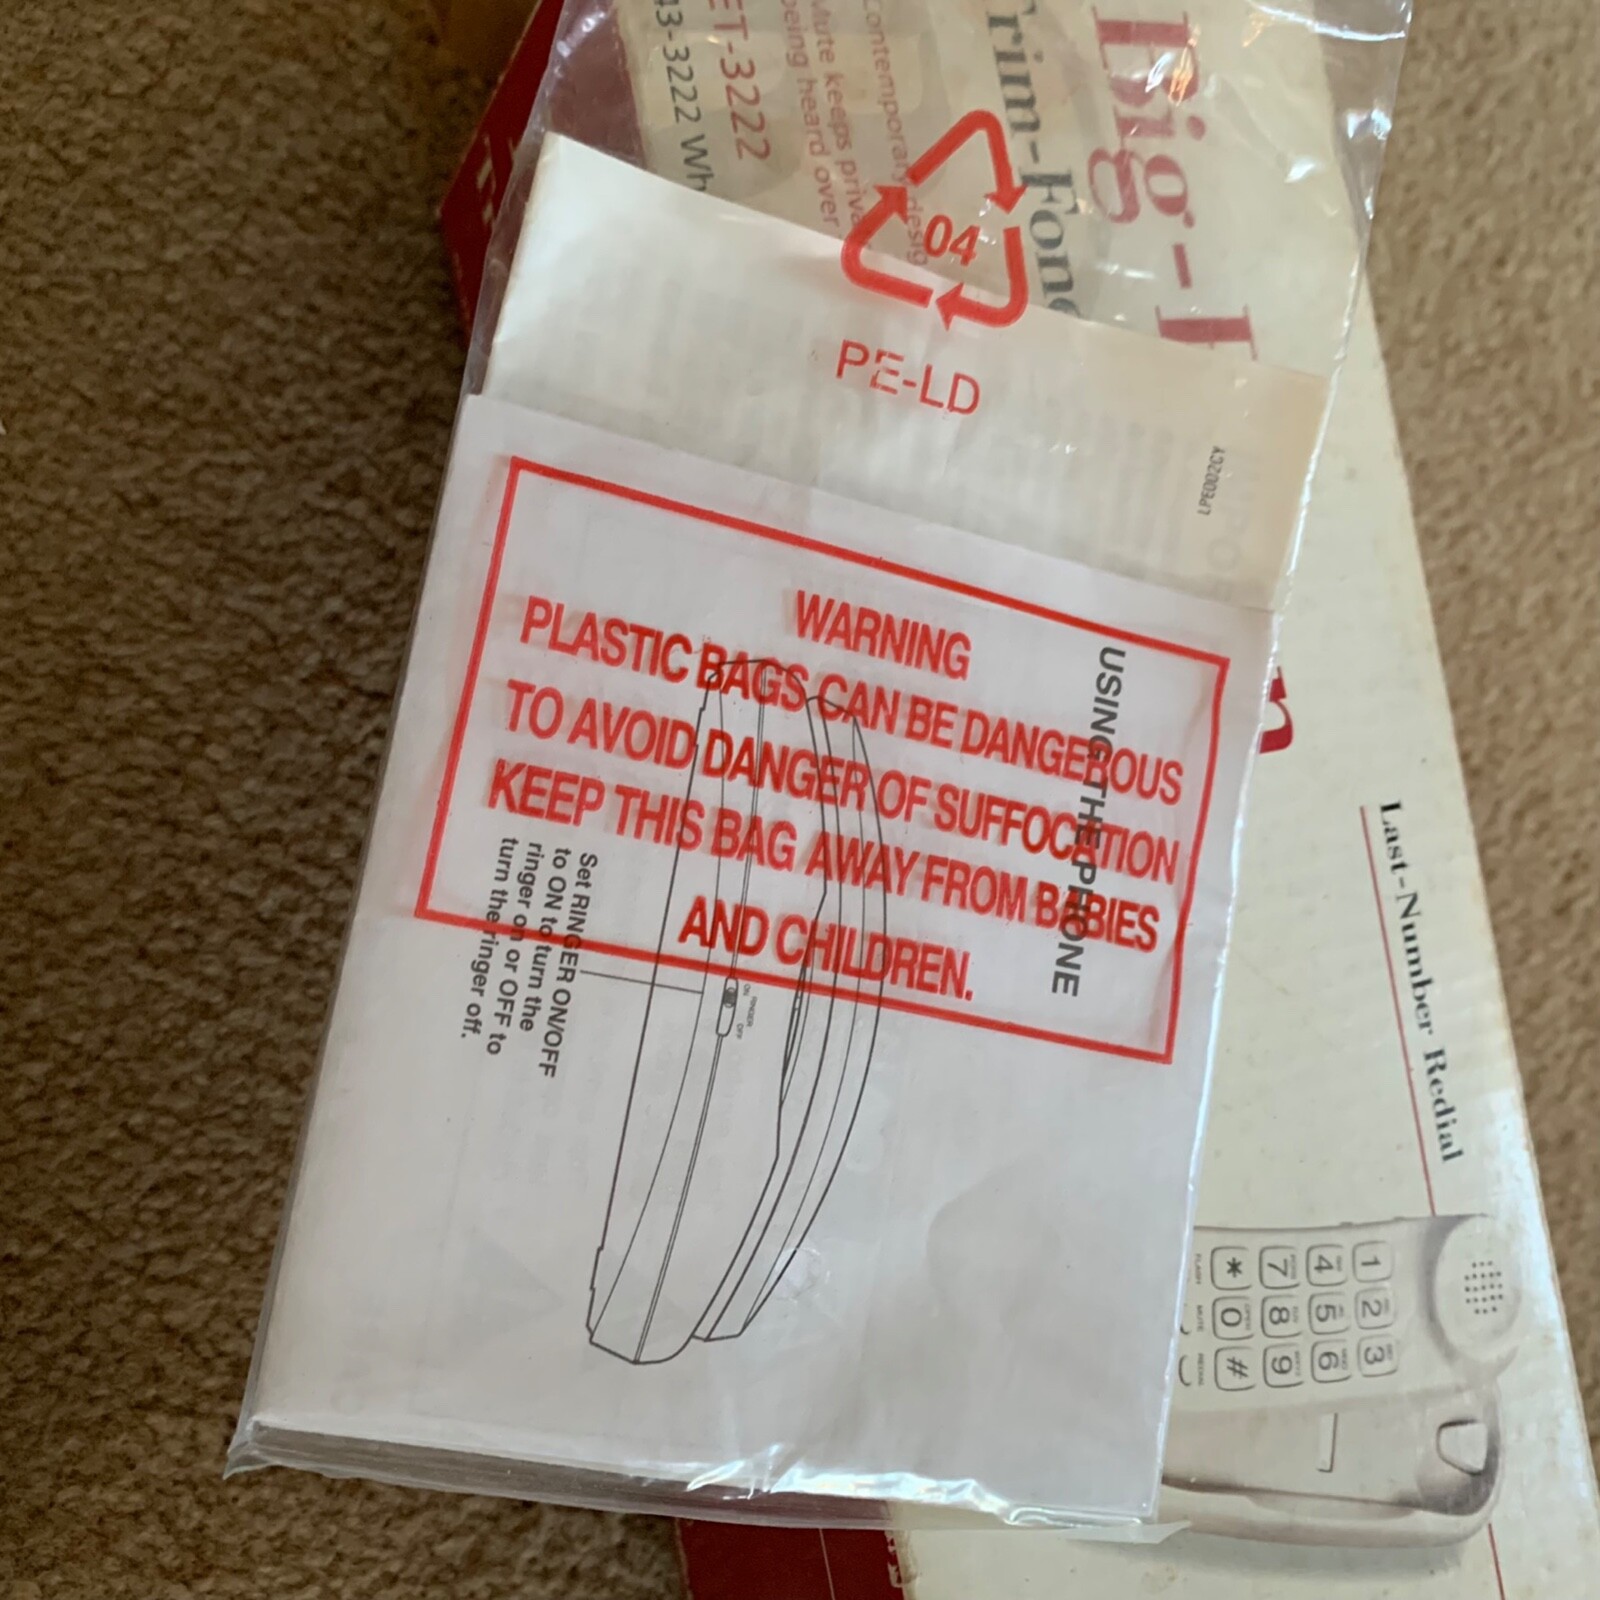 04
PE-LD
WARNING
PLASTIC BAGS CAN BE DANGEROUS
TO AVOID DANGER OF SUFFOCATION
KEEP THIS BAG AWAY FROM BABIES
AND CHILDREN.
USING THE PHONE
Set RINGER ON/OFF
to ON to turn the
ringer on or OFF to
turn the ringer off.
ON RINGER OFF
Big-
Trim-Fone
Contemporary desig
Mute keeps priva
being heard over
ET-3222
43-3222 Wh
Last-Number Redial
1 2 3
4 5 6
7 8 9
* 0 #
FLASH MUTE REDIAL